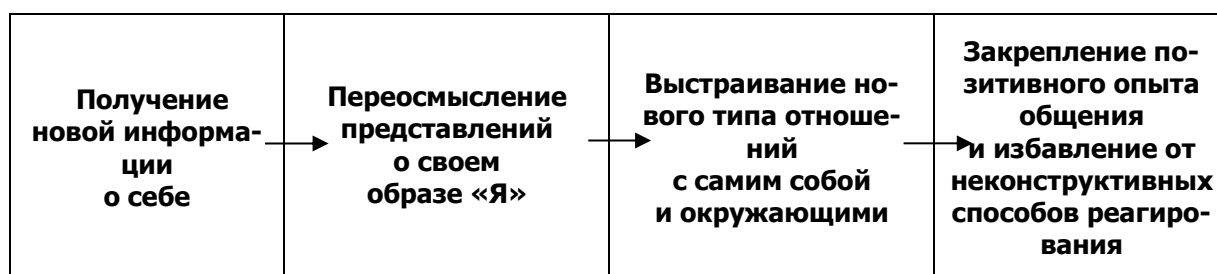 Получение
новой информа-
ции
о себе
Переосмысление
представлений
о своем
образе «Я»
Выстраивание но-
вого типа отноше-
ний
с самим собой
и окружающими
Закрепление по-
зитивного опыта
общения
и избавление от
неконструктивных
способов реагиро-
вания